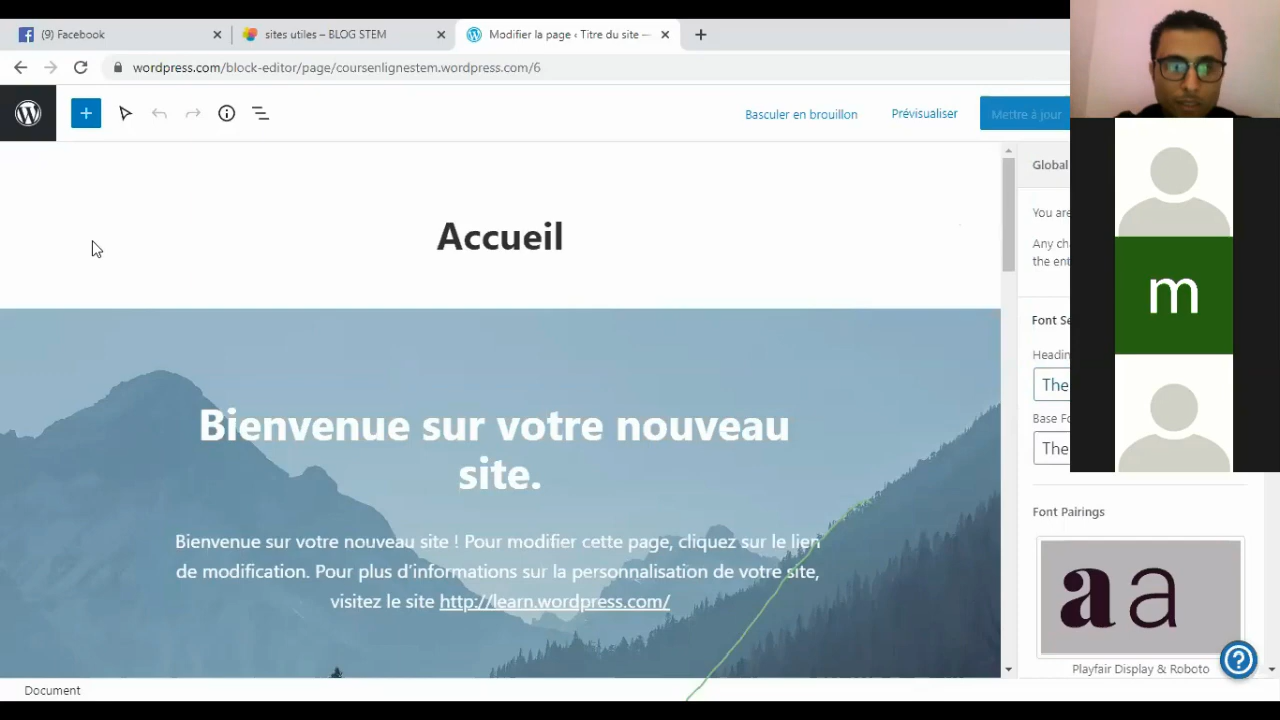 (9) Facebook
sites utiles – BLOG STEM
Modifier la page ‹ Titre du site —
wordpress.com/block-editor/page/coursenlignestem.wordpress.com/6
Basculer en brouillon
Prévisualiser
Mettre à jour
Global
You are
Any ch
the ent
Accueil
Font Se
Headin
The
Base Fo
The
m
Bienvenue sur votre nouveau
site.
Bienvenue sur votre nouveau site ! Pour modifier cette page, cliquez sur le lien
de modification. Pour plus d'informations sur la personnalisation de votre site,
visitez le site http://learn.wordpress.com/
Font Pairings
a a
Playfair Display & Roboto
Document